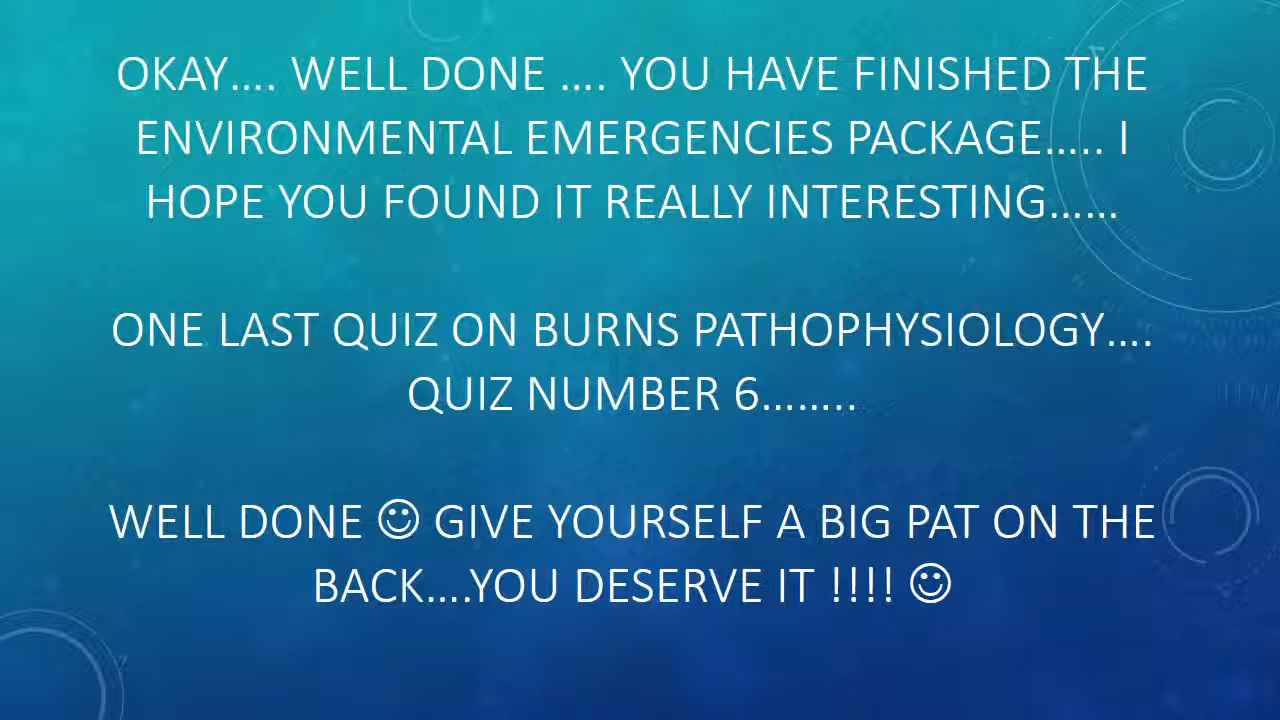 OKAY…. WELL DONE …. YOU HAVE FINISHED THE
ENVIRONMENTAL EMERGENCIES PACKAGE….. I
HOPE YOU FOUND IT REALLY INTERESTING……
ONE LAST QUIZ ON BURNS PATHOPHYSIOLOGY….
QUIZ NUMBER 6……..
WELL DONE ☺ GIVE YOURSELF A BIG PAT ON THE
BACK….YOU DESERVE IT !!!! ☺